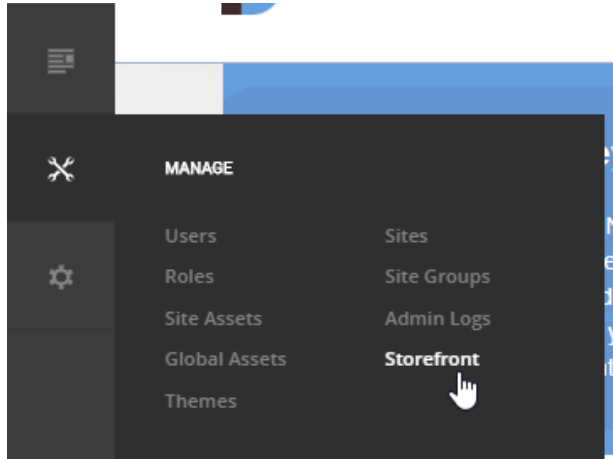 MANAGE
Users
Roles
Site Assets
Global Assets
Themes
Sites
Site Groups
Admin Logs
Storefront